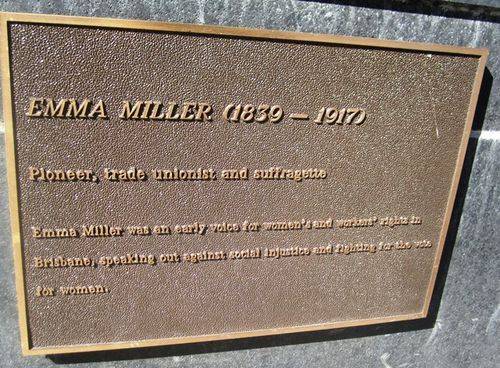 EMMA MILLER (1839 — 1917)
Pioneer, trade unionist and suffragette
Emma Miller was an early voice for women's and workers' rights in
Brisbane, speaking out against social injustice and fighting for the vote
for women.